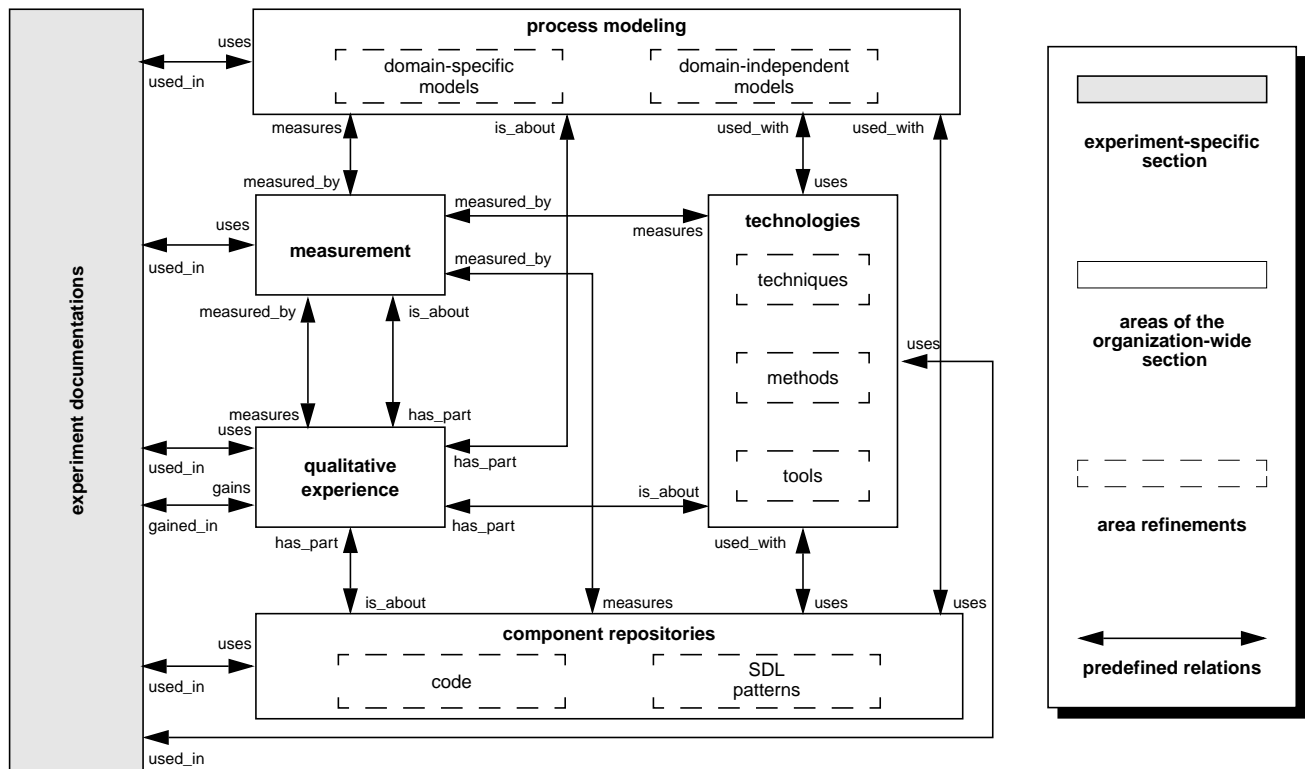 process modeling
uses
domain-specific
models
domain-independent
models
used_in
measures
is_about
used_with
used_with
measured_by
uses
measurement
uses
used_in
measured_by
measures
measured_by
technologies
techniques
methods
tools
measured_by
is_about
uses
experiment documentations
measures
has_part
uses
used_in
qualitative
experience
has_part
gains
gained_in
is_about
has_part
has_part
used_with
is_about
measures
uses
uses
component repositories
uses
used_in
code
SDL
patterns
used_in
experiment-specific
section
areas of the
organization-wide
section
area refinements
predefined relations